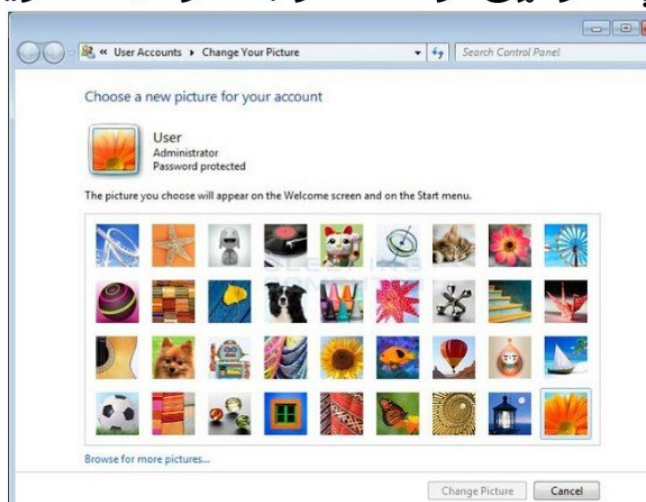 « User Accounts ▸ Change Your Picture
Search Control Panel
Choose a new picture for your account
User
Administrator
Password protected
The picture you choose will appear on the Welcome screen and on the Start menu.
BLEEPING
COMPUTER
Browse for more pictures...
Change Picture
Cancel